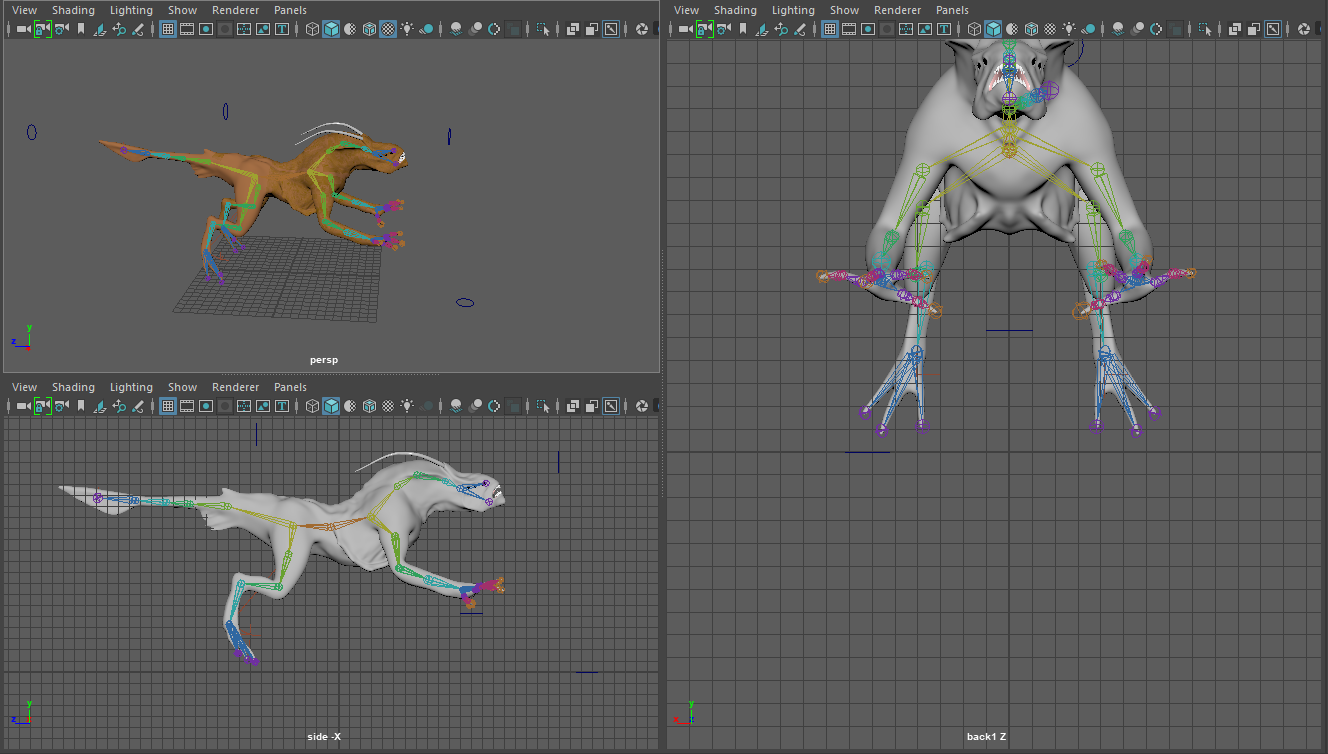 View Shading Lighting Show Renderer Panels
T
y
z
persp
View Shading Lighting Show Renderer Panels
T
y
z
side -X
View Shading Lighting Show Renderer Panels
T
y
x z
back1 Z